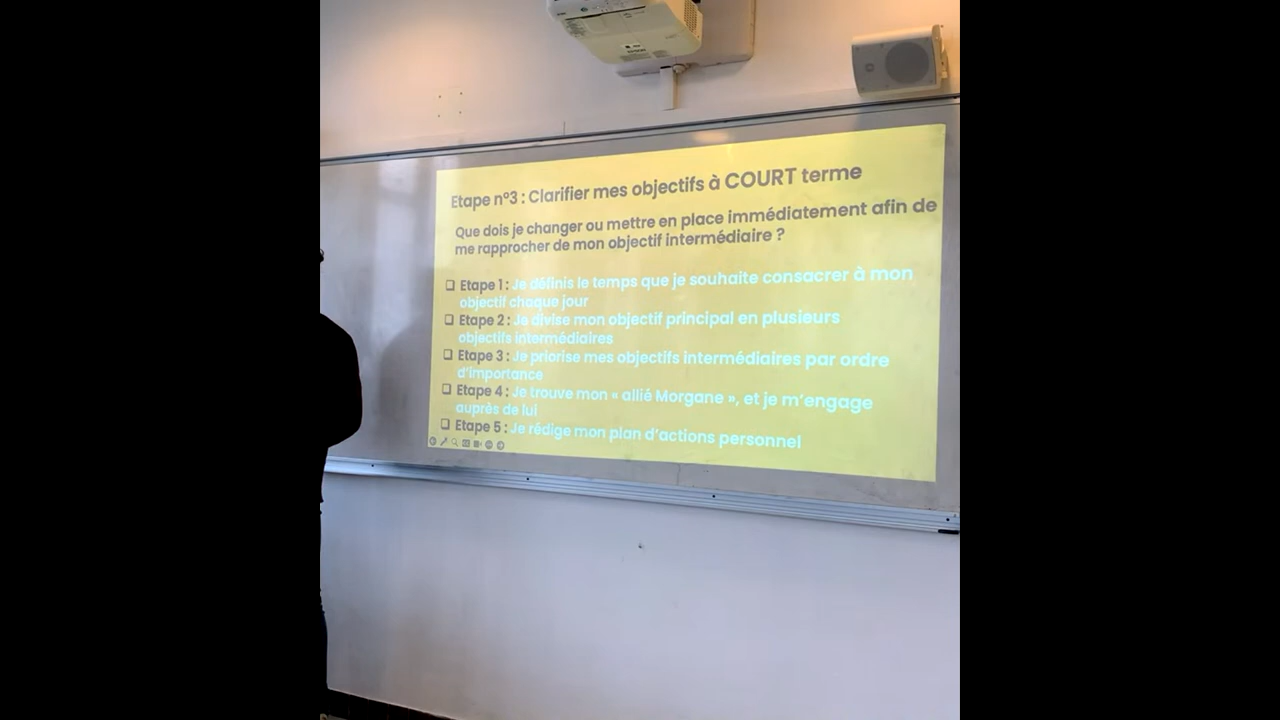 Etape n°3 : Clarifier mes objectifs à COURT terme
Que dois je changer ou mettre en place immédiatement afin de
me rapprocher de mon objectif intermédiaire ?
❑ Etape 1 : Je définis le temps que je souhaite consacrer à mon
objectif chaque jour
❑ Etape 2 : Je divise mon objectif principal en plusieurs
objectifs intermédiaires
❑ Etape 3 : Je priorise mes objectifs intermédiaires par ordre
d'importance
❑ Etape 4 : Je trouve mon « allié Morgane », et je m'engage
auprès de lui
❑ Etape 5 : Je rédige mon plan d'actions personnel